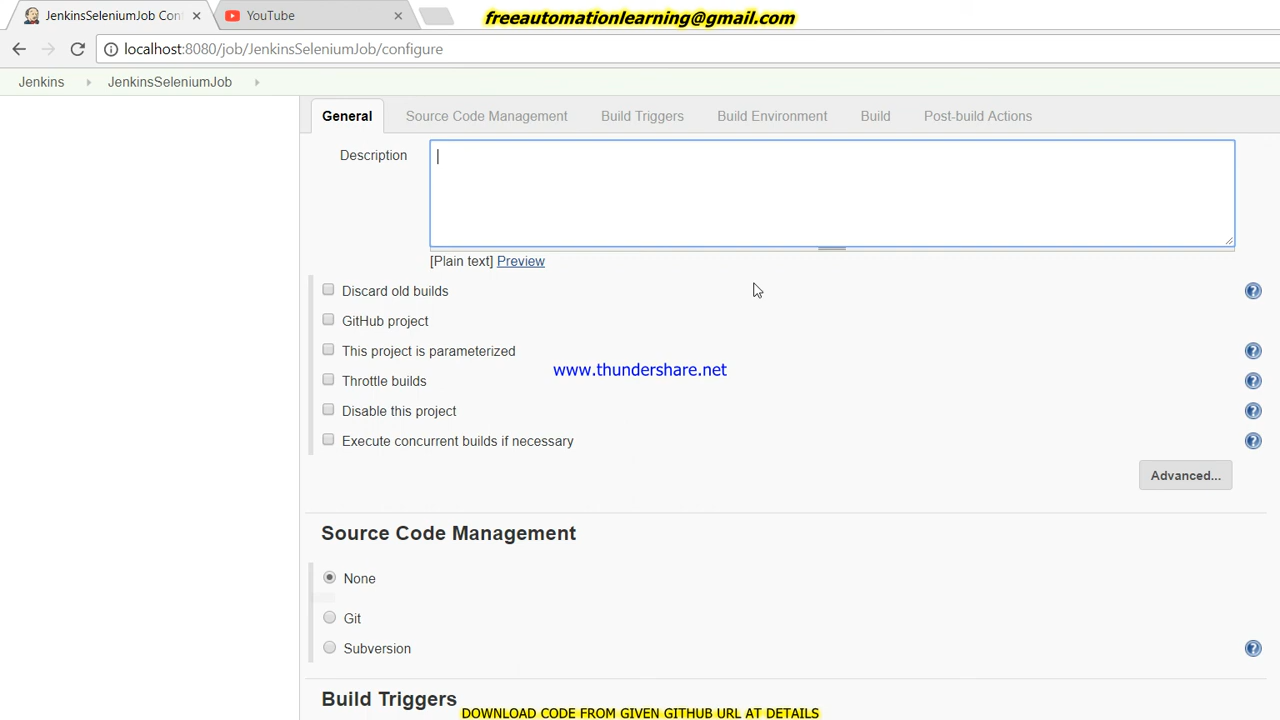 JenkinsSeleniumJob Con
YouTube
freeautomationlearning@gmail.com
localhost:8080/job/JenkinsSeleniumJob/configure
Jenkins
JenkinsSeleniumJob
General
Source Code Management
Build Triggers
Build Environment
Build
Post-build Actions
Description
[Plain text] Preview
Discard old builds
GitHub project
This project is parameterized
www.thundershare.net
Throttle builds
Disable this project
Execute concurrent builds if necessary
Advanced...
Source Code Management
None
Git
Subversion
Build Triggers
DOWNLOAD CODE FROM GIVEN GITHUB URL AT DETAILS